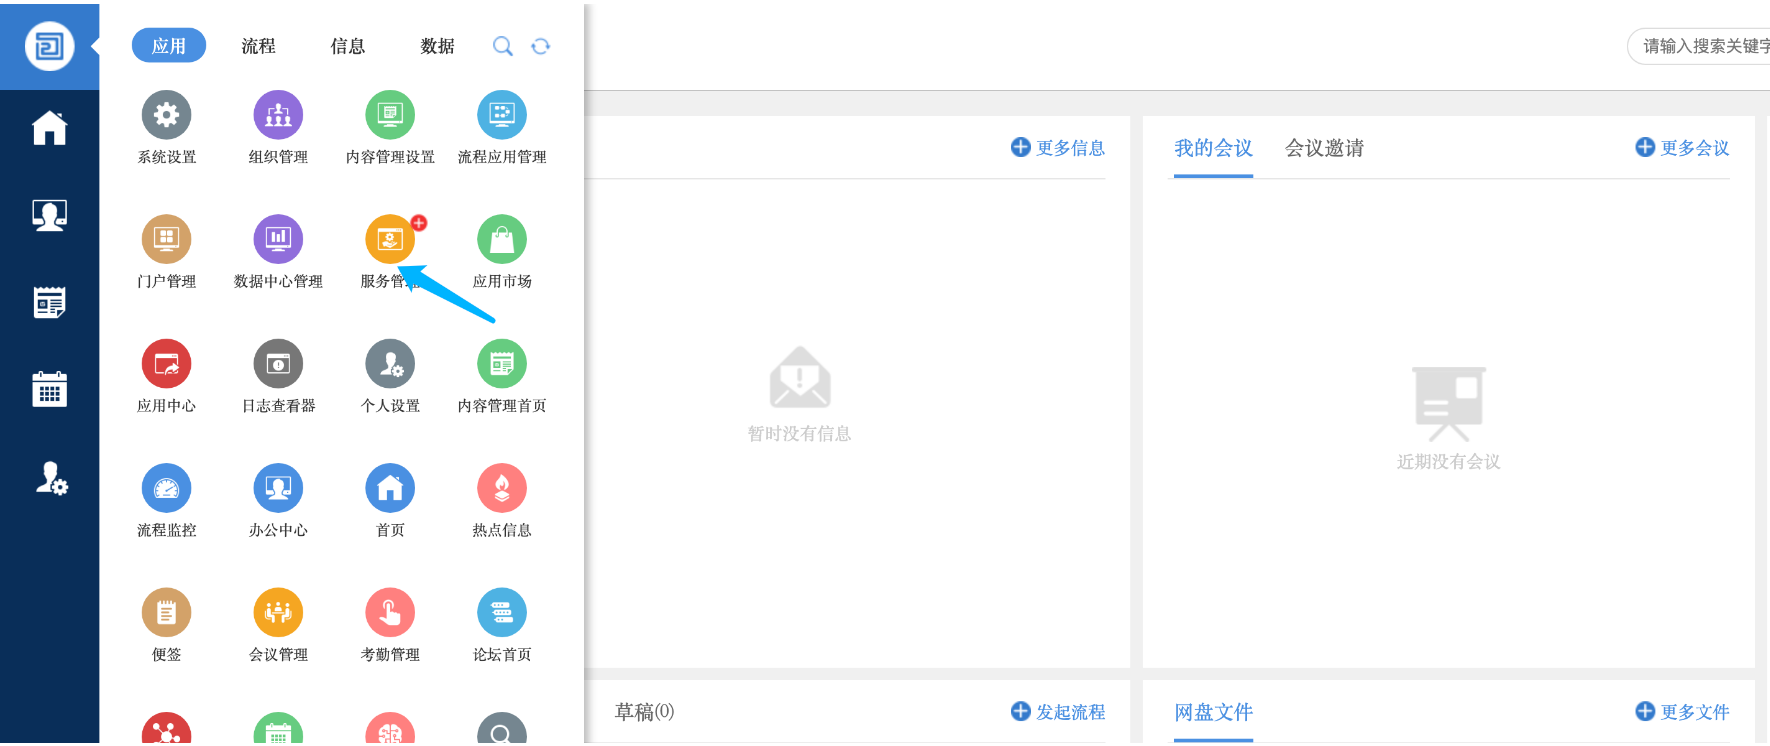 应用 流程 信息 数据
请输入搜索关键字
系统设置 组织管理 内容管理设置 流程应用管理
更多信息
我的会议 会议邀请 更多会议
门户管理 数据中心管理 服务管 应用市场
应用中心 日志查看器 个人设置 内容管理首页
暂时没有信息
近期没有会议
流程监控 办公中心 首页 热点信息
便签 会议管理 考勤管理 论坛首页
草稿(0) 发起流程
网盘文件 更多文件